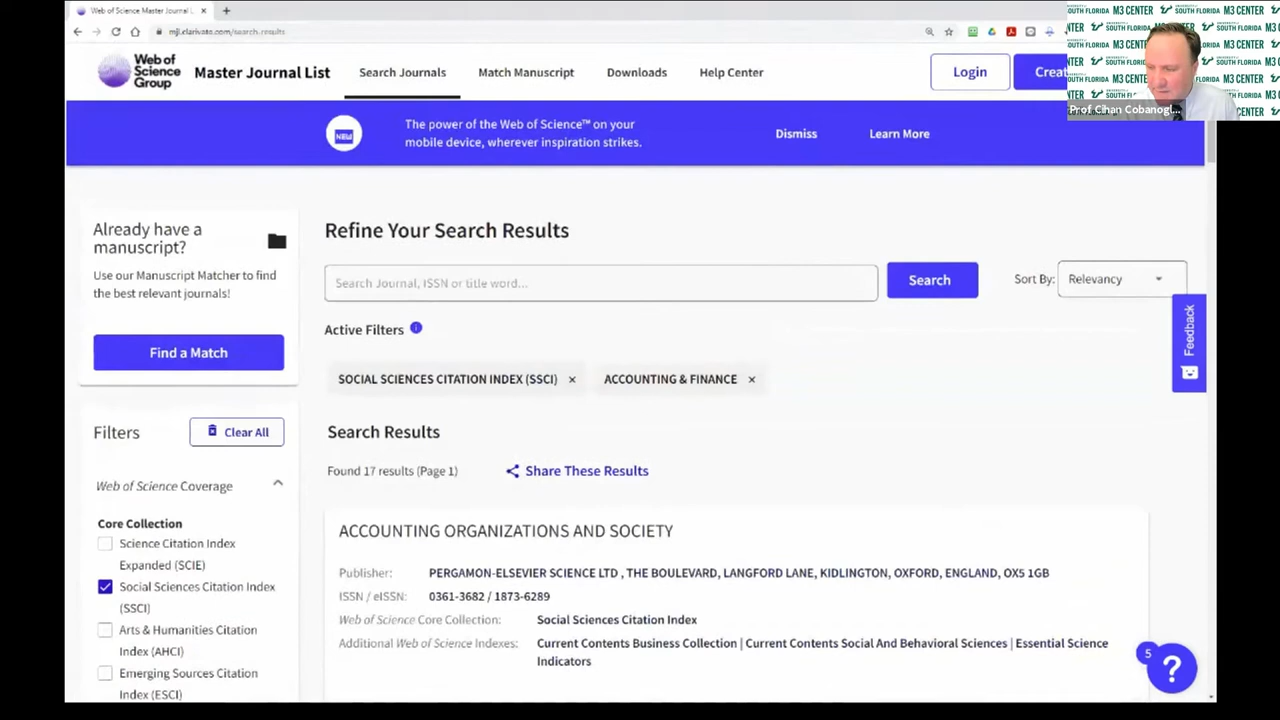 Web of Science Master Journal L
mjl.clarivate.com/search-results
Web of
Science
Group
Master Journal List
Search Journals
Match Manuscript
Downloads
Help Center
Login
Crea
SOUTH FLORIDA M3 CENTER
Prof.Cihan Cobanogl...
NEW
The power of the Web of Science™ on your
mobile device, wherever inspiration strikes.
Dismiss
Learn More
Already have a
manuscript?
Use our Manuscript Matcher to find
the best relevant journals!
Find a Match
Refine Your Search Results
Search Journal, ISSN or title word...
Search
Sort By:
Relevancy
Feedback
Active Filters
SOCIAL SCIENCES CITATION INDEX (SSCI) ×
ACCOUNTING & FINANCE ×
Filters
Clear All
Search Results
Found 17 results (Page 1)
Share These Results
Web of Science Coverage
Core Collection
Science Citation Index
Expanded (SCIE)
Social Sciences Citation Index
(SSCI)
Arts & Humanities Citation
Index (AHCI)
Emerging Sources Citation
Index (ESCI)
ACCOUNTING ORGANIZATIONS AND SOCIETY
Publisher: PERGAMON-ELSEVIER SCIENCE LTD , THE BOULEVARD, LANGFORD LANE, KIDLINGTON, OXFORD, ENGLAND, OX5 1GB
ISSN / eISSN: 0361-3682 / 1873-6289
Web of Science Core Collection: Social Sciences Citation Index
Additional Web of Science Indexes: Current Contents Business Collection | Current Contents Social And Behavioral Sciences | Essential Science
Indicators
5
?